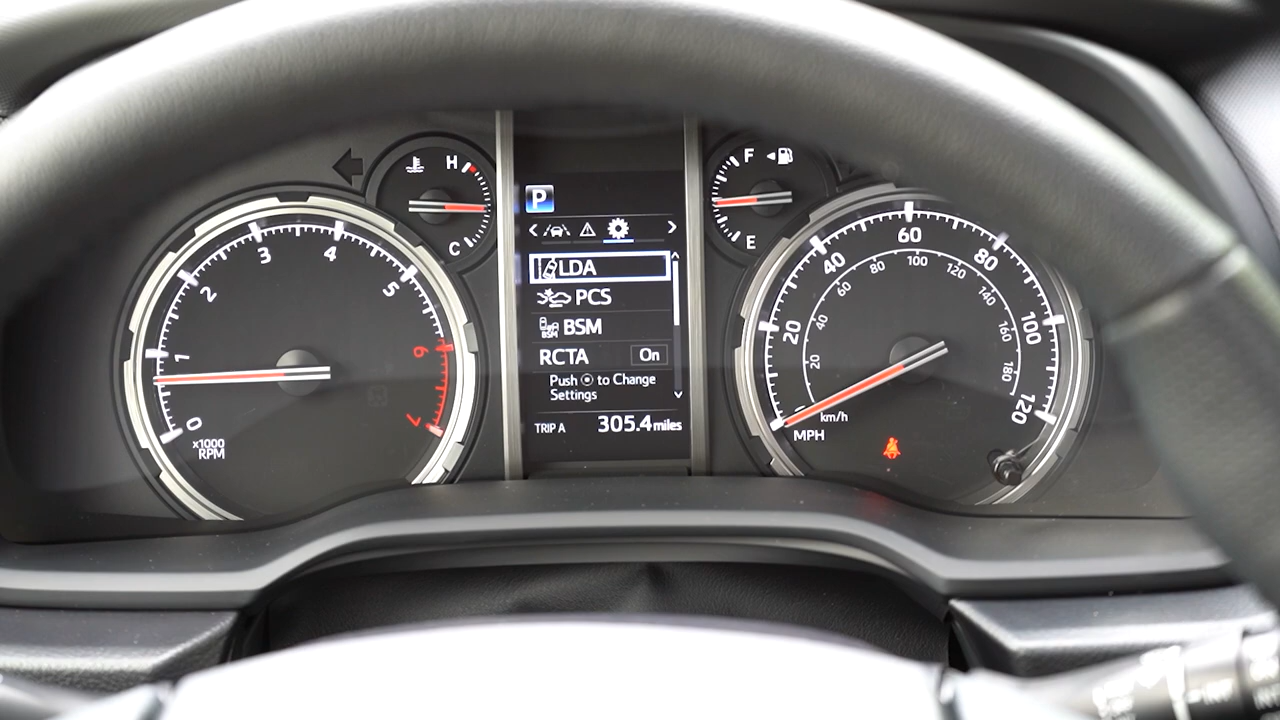 H
C
0
1
2
3
4
5
6
7
x1000
RPM
P
LDA
PCS
BSM
BSM
RCTA On
Push to Change
Settings
TRIP A 305.4 miles
F
E
20
40
60
80
100
120
20
40
60
80
100
120
140
160
180
km/h
MPH
INT